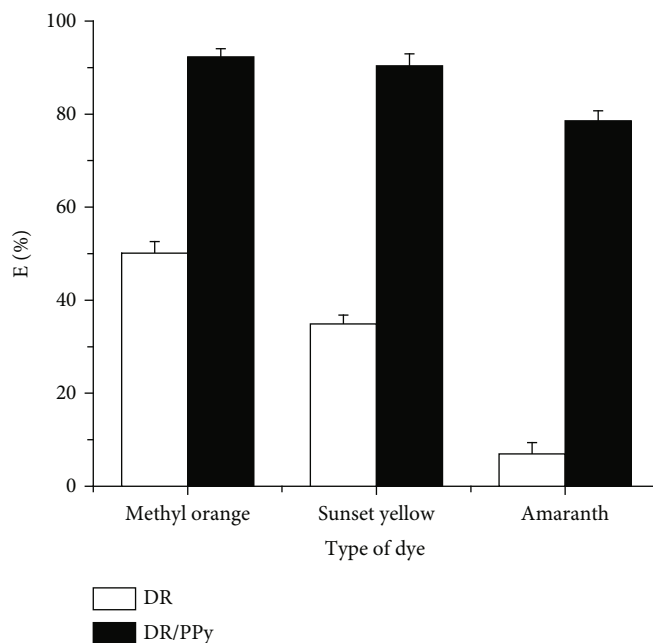 100
80
60
40
20
0
E (%)
Methyl orange
Sunset yellow
Amaranth
Type of dye
DR
DR/PPy